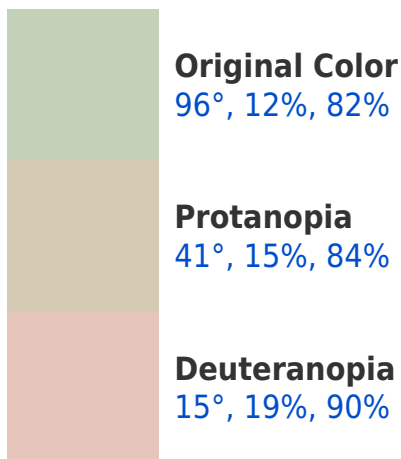 Original Color
96°, 12%, 82%
Protanopia
41°, 15%, 84%
Deuteranopia
15°, 19%, 90%